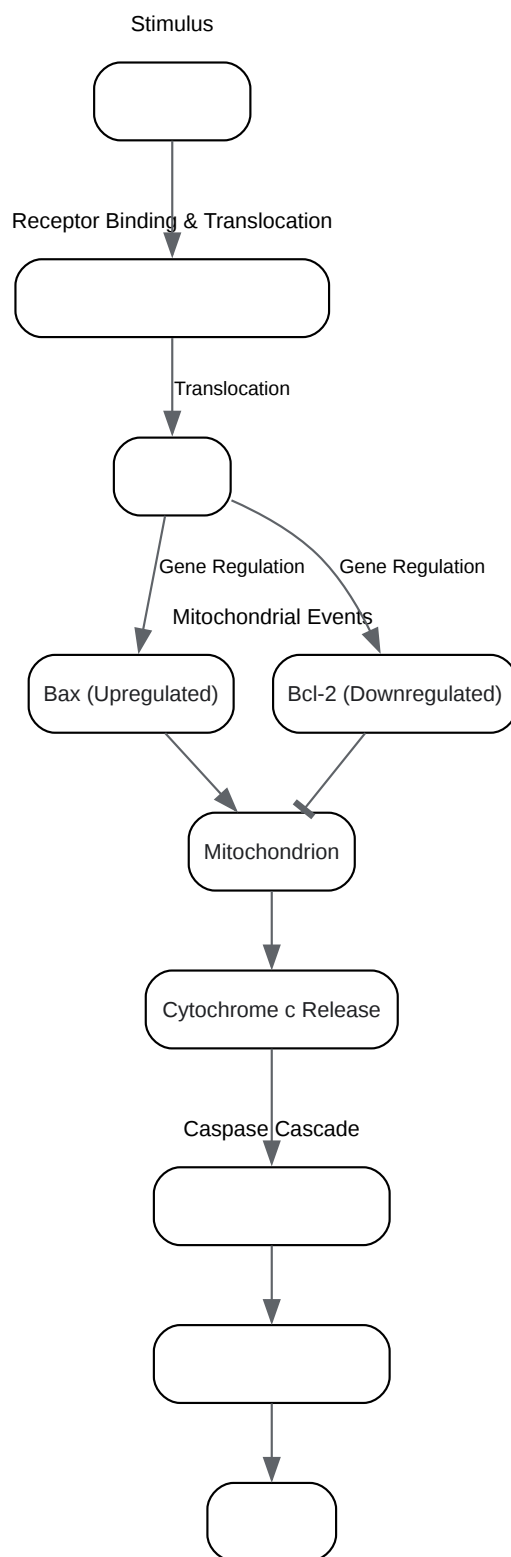 Stimulus
Receptor Binding & Translocation
Translocation
Gene Regulation
Gene Regulation
Mitochondrial Events
Bax (Upregulated)
Bcl-2 (Downregulated)
Mitochondrion
Cytochrome c Release
Caspase Cascade